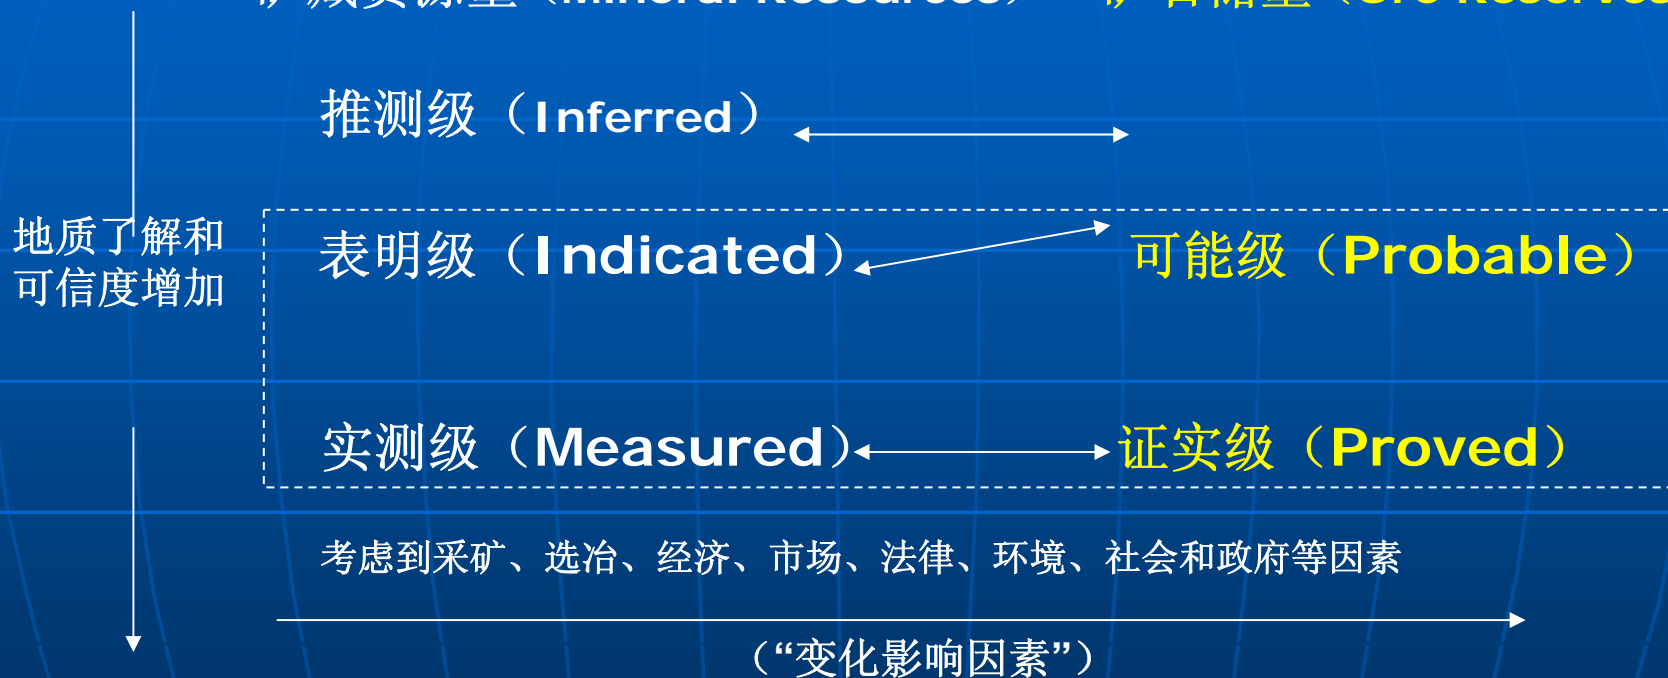 (Mineral Resources)
推测级（Inferred）
地质了解和
可信度增加
表明级（Indicated）
可能级（Probable）
实测级（Measured）
证实级（Proved）
考虑到采矿、选冶、经济、市场、法律、环境、社会和政府等因素
（“变化影响因素”）